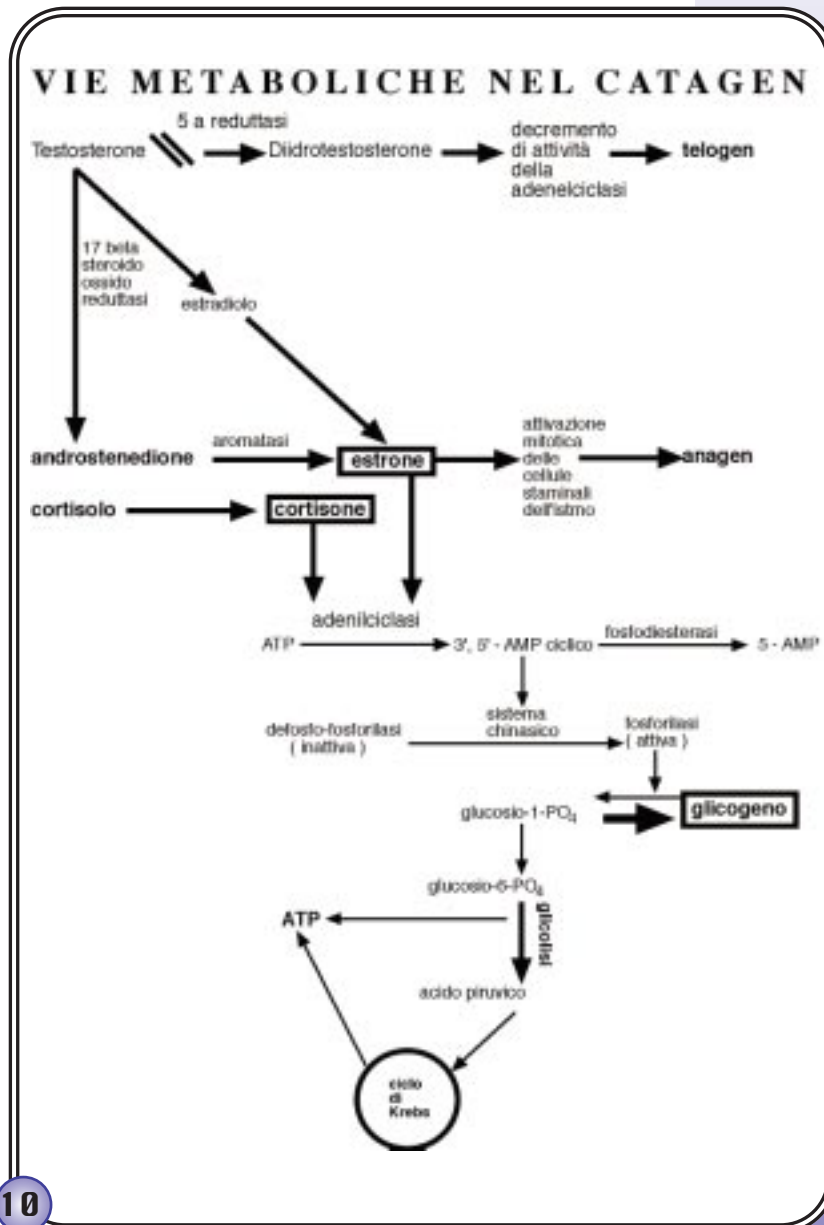 VIE METABOLICHE NEL CATAGEN
5 a reduttasi
Testosterone
Diidrotestosterone
decremento
di attività
della
adenelciclasi
telogen
17 bela
steroido
ossido
reduttasi
estradiolo
androstenedione
aromatasi
estrone
attivazione
mitotica
delle
cellule
staminali
dell'istmo
anagen
cortisolo
cortisone
adenilciclasi
ATP
3', 5' - AMP ciclico
fosfodiesterasi
5 - AMP
sistema
chinasico
defosfo-fosforilasi
( inattiva )
fosforilasi
( attiva )
glucosio-1-PO4
glicogeno
glucosio-6-PO4
glicolisi
ATP
acido piruvico
ciclo
di
Krebs
10